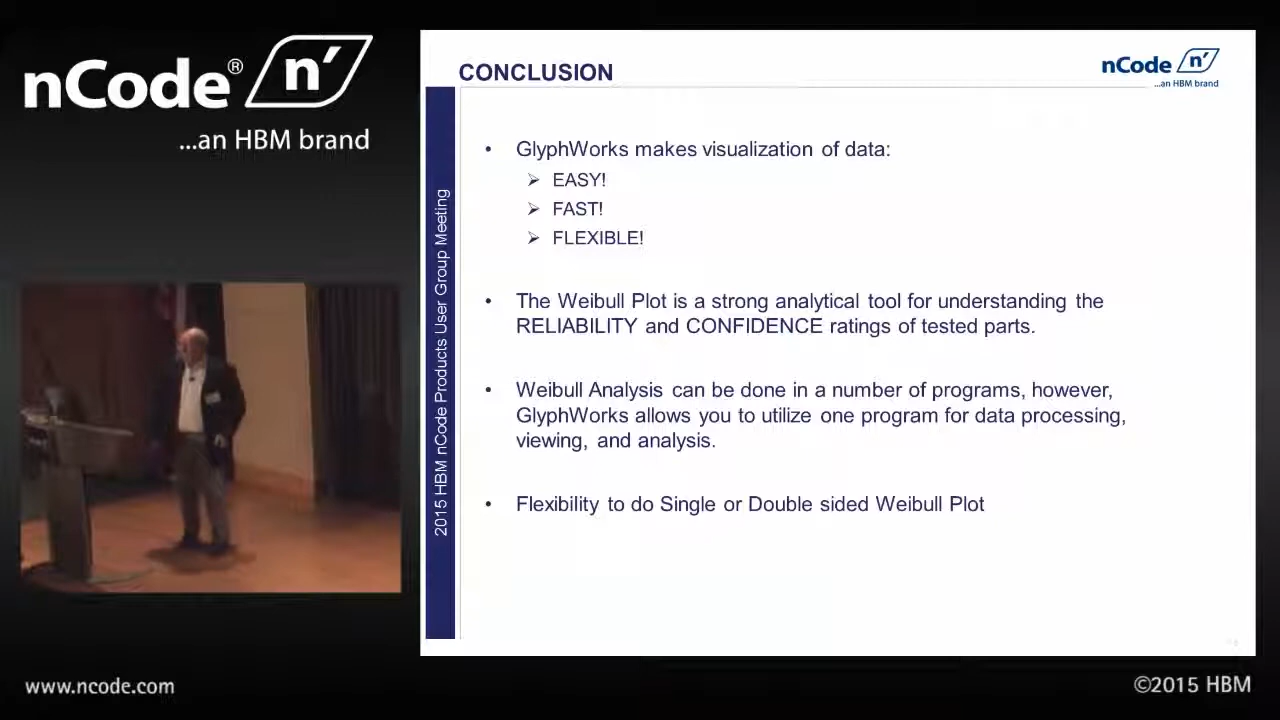 nCode® n'
...an HBM brand
CONCLUSION
nCode n'
...an HBM brand
2015 HBM nCode Products User Group Meeting
• GlyphWorks makes visualization of data:
➢ EASY!
➢ FAST!
➢ FLEXIBLE!
• The Weibull Plot is a strong analytical tool for understanding the
RELIABILITY and CONFIDENCE ratings of tested parts.
• Weibull Analysis can be done in a number of programs, however,
GlyphWorks allows you to utilize one program for data processing,
viewing, and analysis.
• Flexibility to do Single or Double sided Weibull Plot
www.ncode.com
©2015 HBM